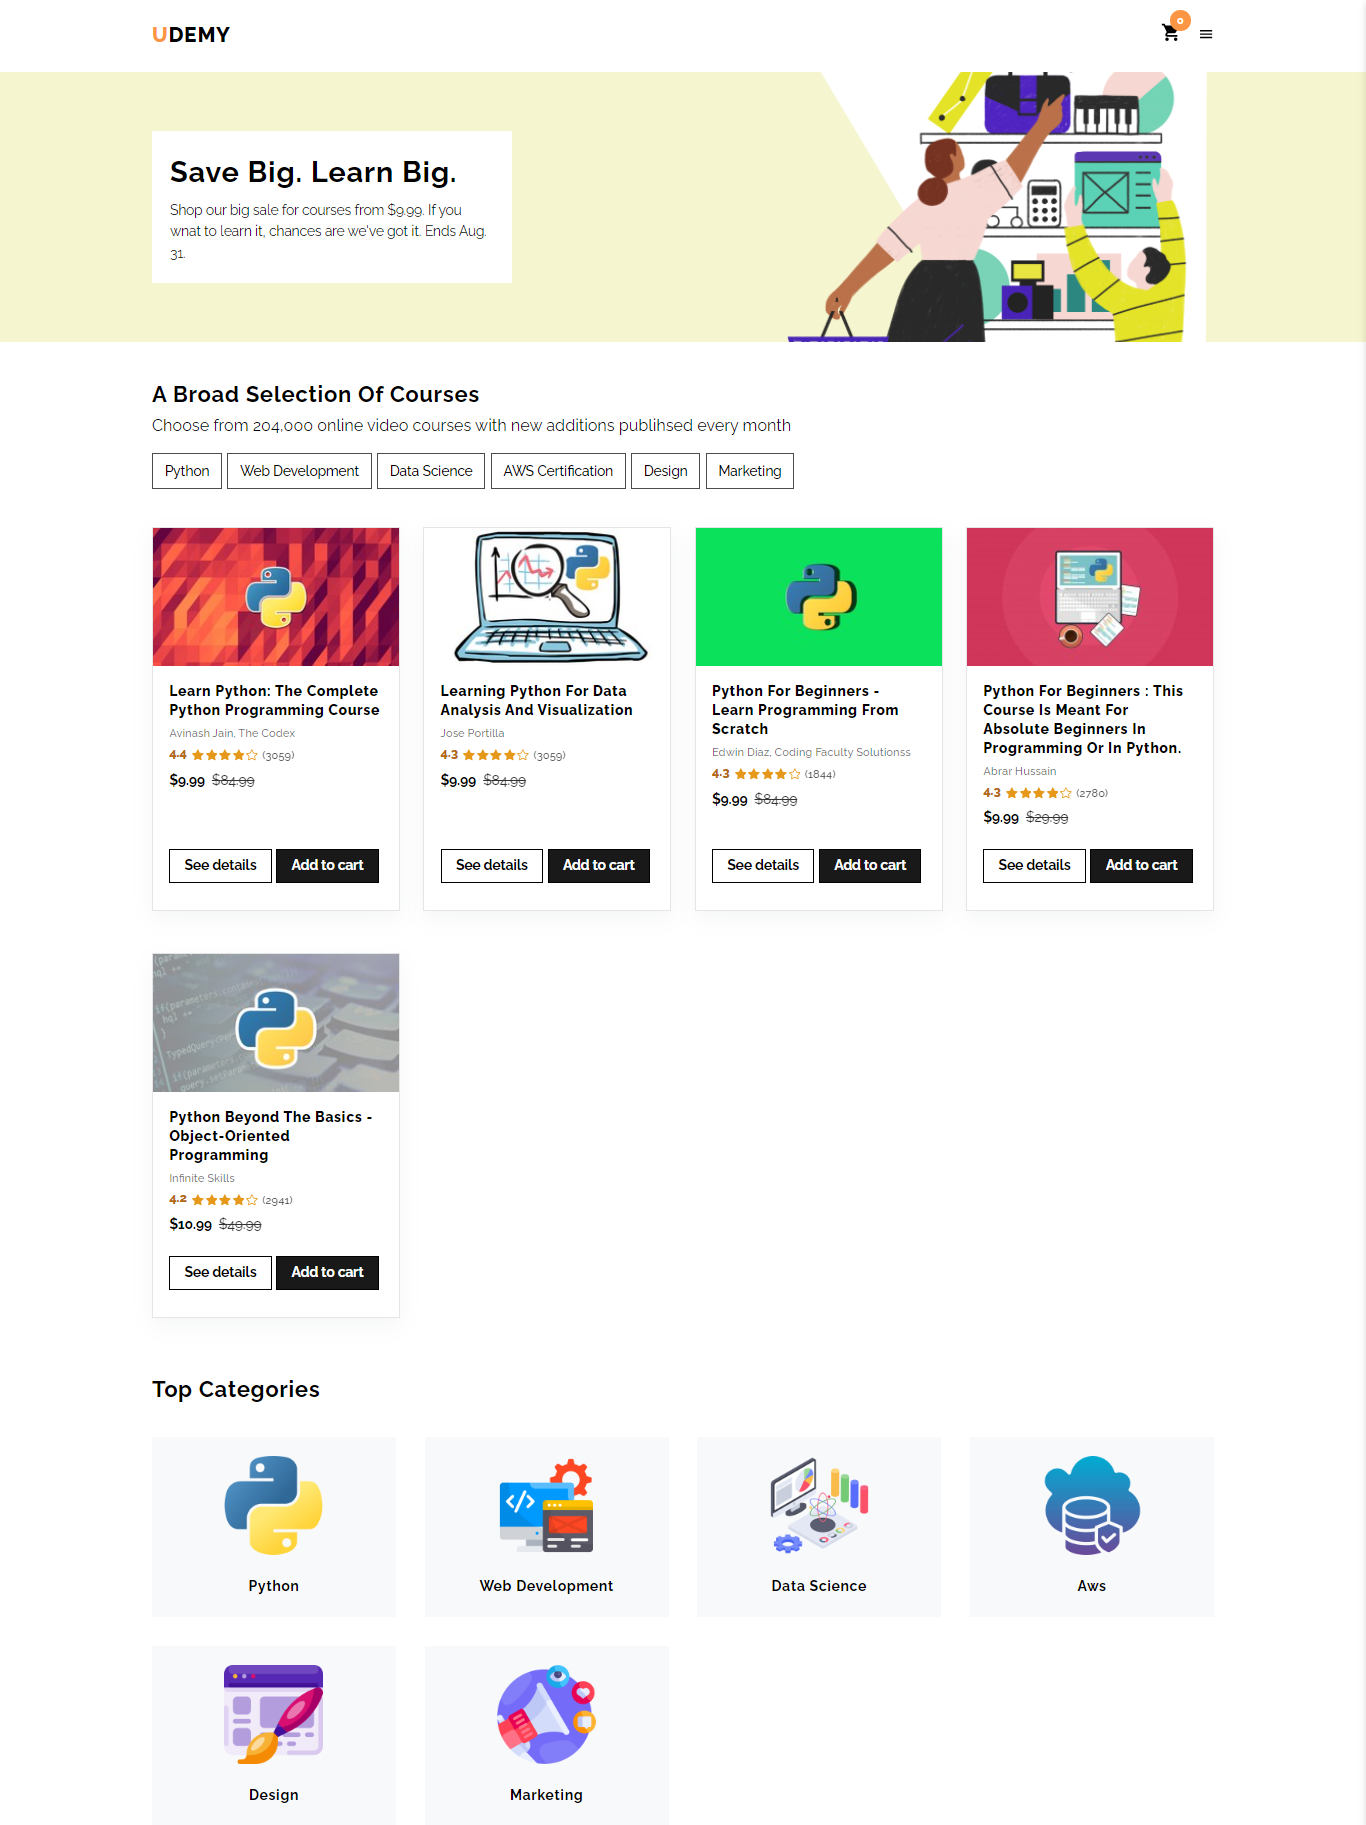 UDEMY
0
Save Big. Learn Big.
Shop our big sale for courses from $9.99. If you
wnat to learn it, chances are we've got it. Ends Aug.
31.
A Broad Selection Of Courses
Choose from 204,000 online video courses with new additions publihsed every month
Python
Web Development
Data Science
AWS Certification
Design
Marketing
Learn Python: The Complete
Python Programming Course
Avinash Jain, The Codex
4.4 (3059)
$9.99 $84.99
See details
Add to cart
Learning Python For Data
Analysis And Visualization
Jose Portilla
4.3 (3059)
$9.99 $84.99
See details
Add to cart
Python For Beginners -
Learn Programming From
Scratch
Edwin Diaz, Coding Faculty Solutionss
4.3 (1844)
$9.99 $84.99
See details
Add to cart
Python For Beginners : This
Course Is Meant For
Absolute Beginners In
Programming Or In Python.
Abrar Hussain
4.3 (2780)
$9.99 $29.99
See details
Add to cart
Python Beyond The Basics -
Object-Oriented
Programming
Infinite Skills
4.2 (2941)
$10.99 $49.99
See details
Add to cart
Top Categories
Python
Web Development
Data Science
Aws
Design
Marketing